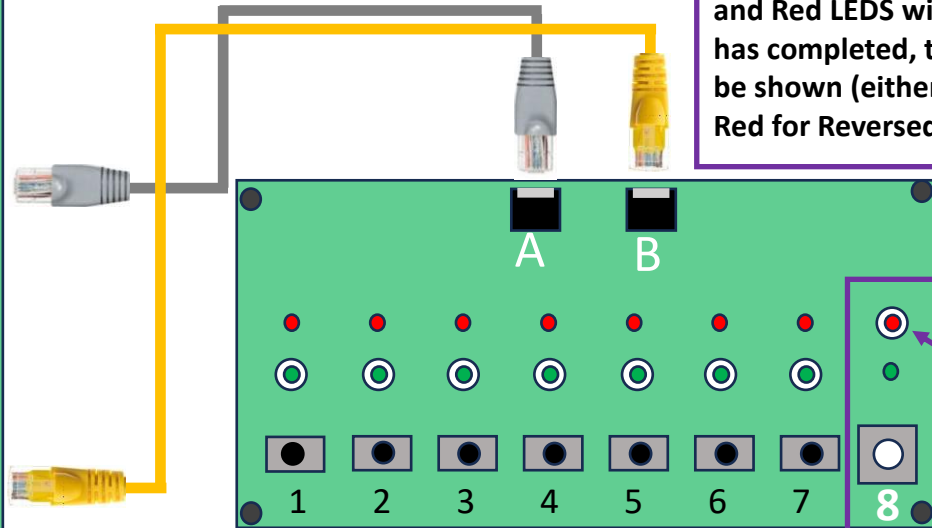 and Red LEDS wi
has completed, t
be shown (either
Red for Reversed
A B
1 2 3 4 5 6 7 8